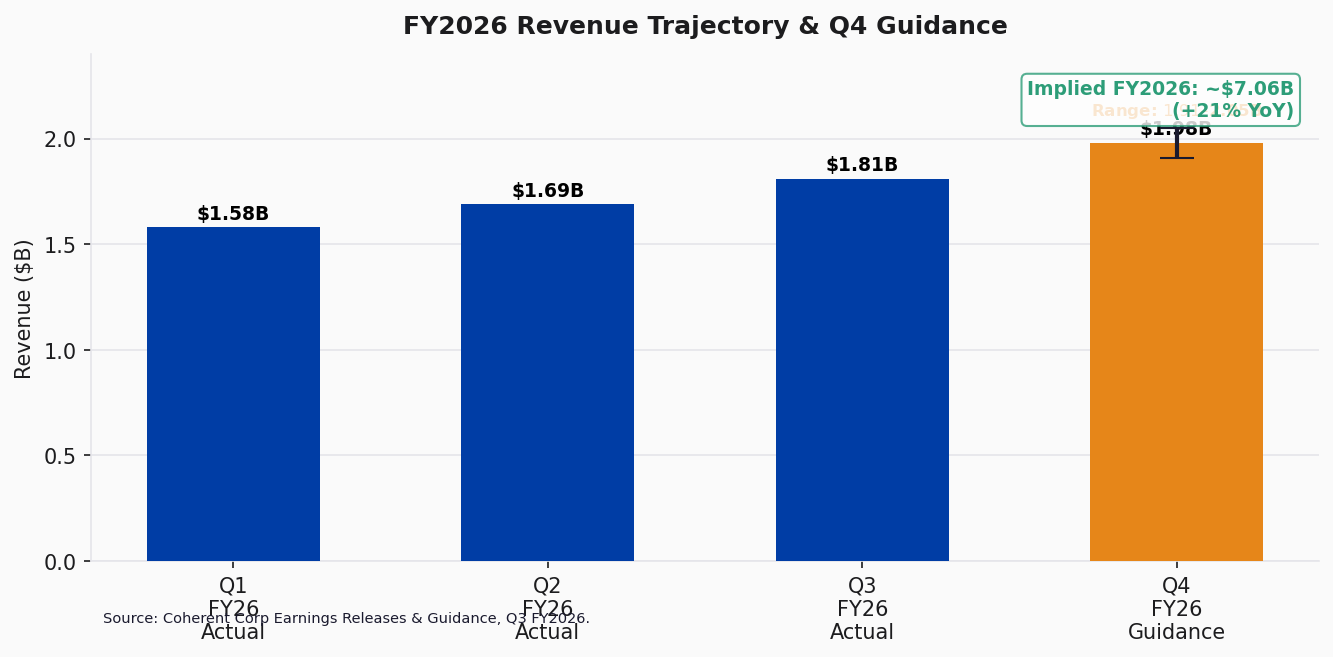 FY2026 Revenue Trajectory & Q4 Guidance
Implied FY2026: ~$7.06B
(+21% YoY)
Range:
$1.98B
$1.81B
$1.69B
$1.58B
Revenue ($B)
2.0
1.5
1.0
0.5
0.0
Q1
FY26
Actual
Q2
FY26
Actual
Q3
FY26
Actual
Q4
FY26
Guidance
Source: Coherent Corp Earnings Releases & Guidance, Q3 FY2026.